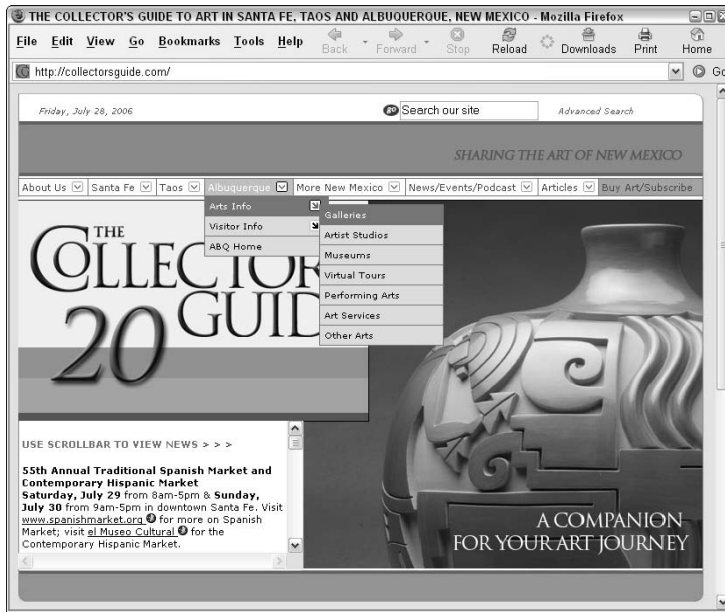 THE COLLECTOR'S GUIDE TO ART IN SANTA FE, TAOS AND ALBUQUERQUE, NEW MEXICO - Mozilla Firefox
File Edit View Go Bookmarks Tools Help Back Forward Stop Reload Downloads Print Home
http://collectorsguide.com/ Go
Friday, July 28, 2006 go Search our site Advanced Search
SHARING THE ART OF NEW MEXICO
About Us Santa Fe Taos Albuquerque More New Mexico News/Events/Podcast Articles Buy Art/Subscribe
Arts Info
Visitor Info
ABQ Home
Galleries
Artist Studios
Museums
Virtual Tours
Performing Arts
Art Services
Other Arts
THE
COLLECTOR
GUID
20
USE SCROLLBAR TO VIEW NEWS > > >
55th Annual Traditional Spanish Market and
Contemporary Hispanic Market
Saturday, July 29 from 8am-5pm & Sunday,
July 30 from 9am-5pm in downtown Santa Fe. Visit
www.spanishmarket.org for more on Spanish
Market; visit el Museo Cultural for the
Contemporary Hispanic Market.
A COMPANION
FOR YOUR ART JOURNEY